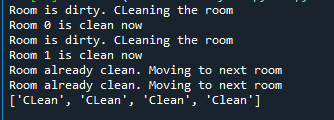 Room is dirty. CLeaning the room
Room 0 is clean now
Room is dirty. CLeaning the room
Room 1 is clean now
Room already clean. Moving to next room
Room already clean. Moving to next room
['CLean', 'CLean', 'Clean', 'Clean']